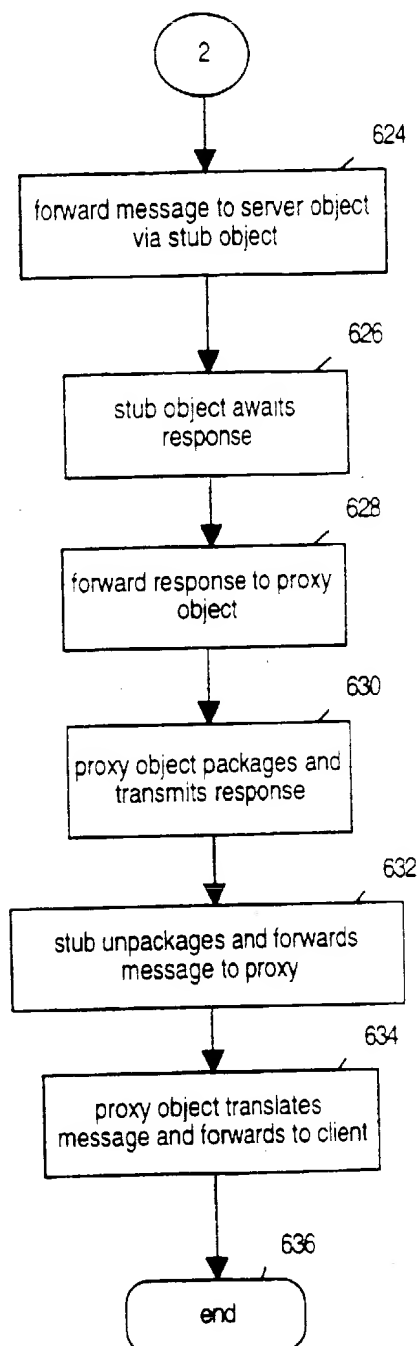 2
624
forward message to server object
via stub object
626
stub object awaits
response
628
forward response to proxy
object
630
proxy object packages and
transmits response
632
stub unpackages and forwards
message to proxy
634
proxy object translates
message and forwards to client
636
end